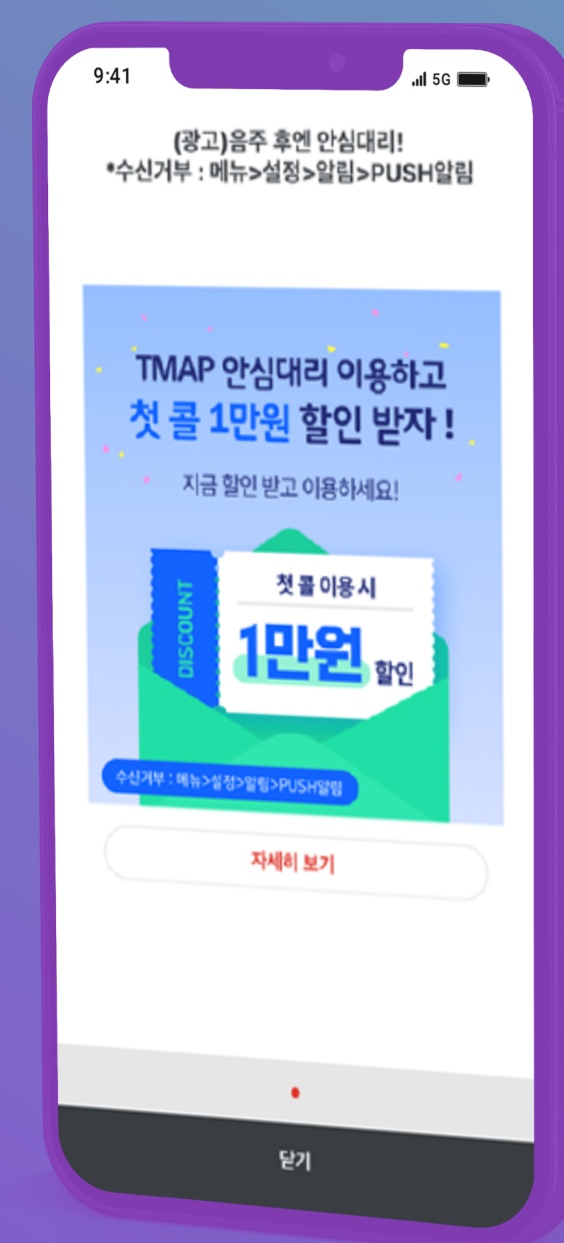 9:41
5G
(광고)음주 후엔 안심대리!
*수신거부 : 메뉴>설정>알림>PUSH알림
TMAP 안심대리 이용하고
첫 콜 1만원 할인 받자 !
지금 할인 받고 이용하세요!
DISCOUNT
첫 콜 이용 시
1만원 할인
수신거부 : 메뉴>설정>알림>PUSH알림
자세히 보기
닫기